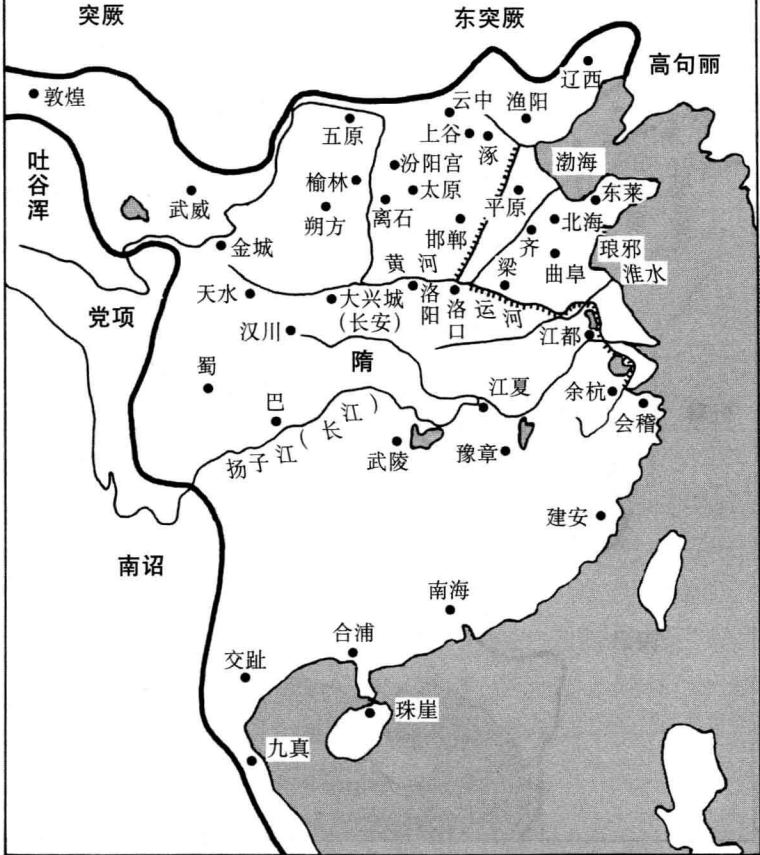 突厥
东突厥
高句丽
辽西
敦煌
云中
渔阳
五原
上谷
涿
吐谷浑
汾阳宫
渤海
榆林
太原
东莱
武威
平原
朔方
离石
北海
邯郸
齐
琅邪
金城
黄河
梁
曲阜
淮水
天水
大兴城
(长安)
洛阳
洛口
运河
党项
汉川
江都
隋
蜀
江夏
余杭
巴
会稽
扬子江(长江)
武陵
豫章
建安
南诏
南海
合浦
交趾
珠崖
九真